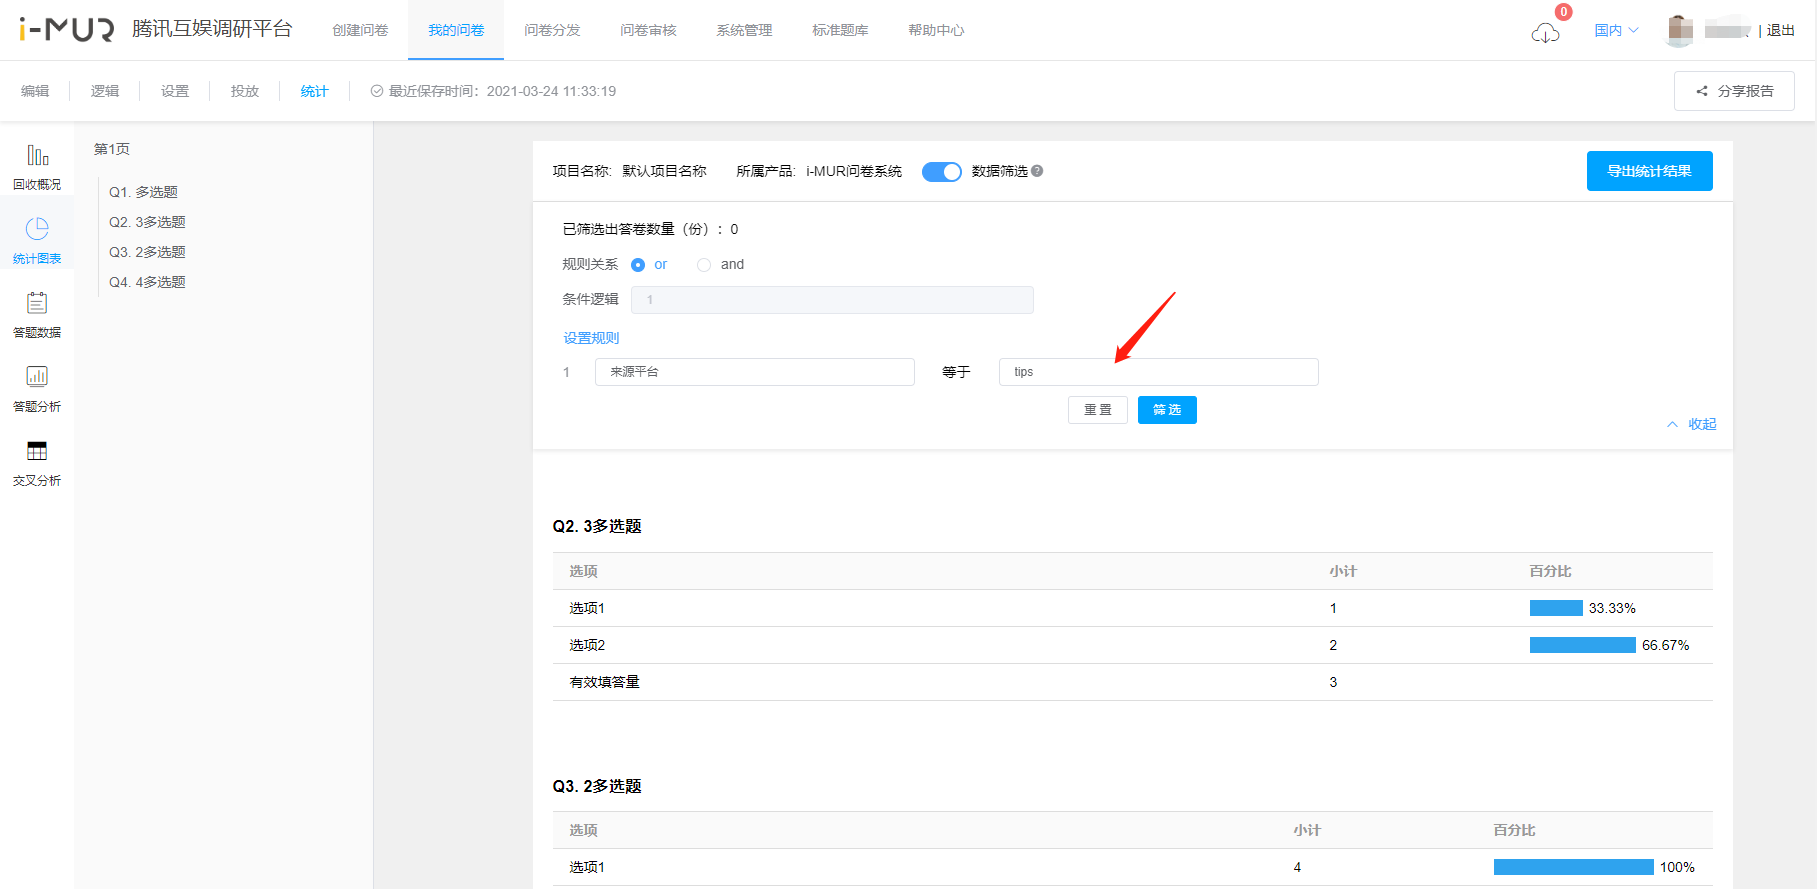 i-MUR 腾讯互娱调研平台 创建问卷 我的问卷 问卷分发 问卷审核 系统管理 标准题库 帮助中心 0 国内 | 退出
编辑 逻辑 设置 投放 统计 最近保存时间：2021-03-24 11:33:19 分享报告
回收概况
统计图表
答题数据
答题分析
交叉分析
第1页
Q1. 多选题
Q2. 3多选题
Q3. 2多选题
Q4. 4多选题
项目名称: 默认项目名称 所属产品: i-MUR问卷系统 数据筛选 ? 导出统计结果
已筛选出答卷数量（份）：0
规则关系 or and
条件逻辑 1
设置规则
1 来源平台 等于 tips
重置 筛选
收起
Q2. 3多选题
选项 小计 百分比
选项1 1 33.33%
选项2 2 66.67%
有效填答量 3
Q3. 2多选题
选项 小计 百分比
选项1 4 100%